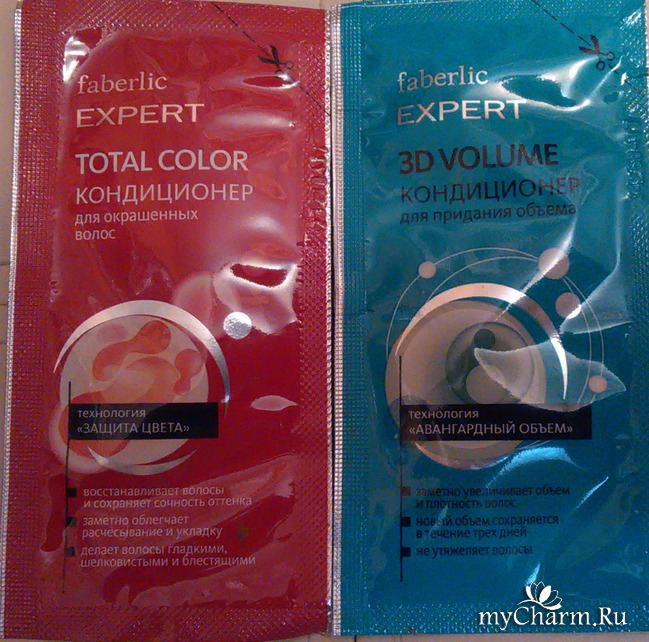 faberlic
EXPERT
TOTAL COLOR
КОНДИЦИОНЕР
для окрашенных
волос
технология
«ЗАЩИТА ЦВЕТА»
восстанавливает волосы
и сохраняет сочность оттенка
заметно облегчает
расчесывание и укладку
делает волосы гладкими,
шелковистыми и блестящими
faberlic
EXPERT
3D VOLUME
КОНДИЦИОНЕР
для придания объема
технология
«АВАНГАРДНЫЙ ОБЪЕМ»
заметно увеличивает объем
и плотность волос
новый объем сохраняется
в течение трех дней
не утяжеляет волосы
myCharm.Ru